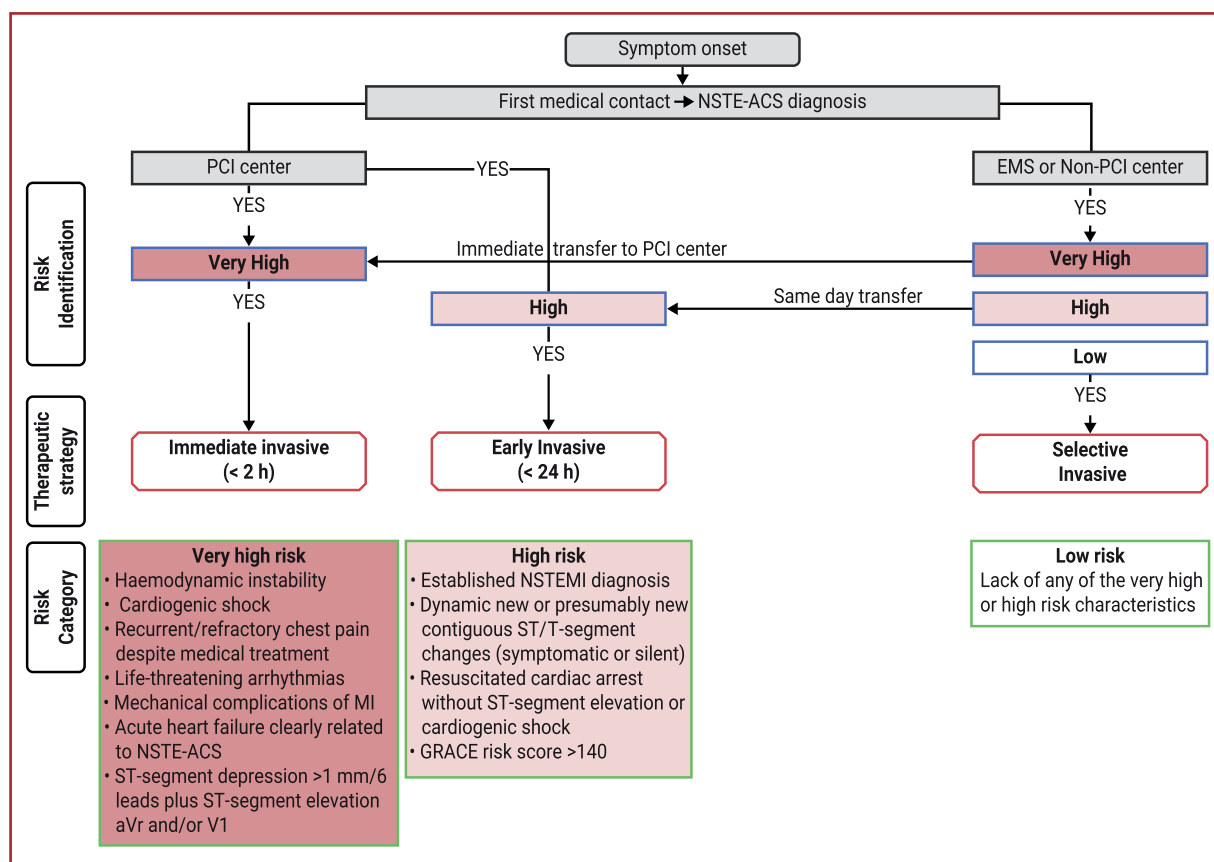 Symptom onset
First medical contact → NSTE-ACS diagnosis
PCI center
YES
EMS or Non-PCI center
YES
YES
Risk
Identification
Very High
Immediate transfer to PCI center
Very High
YES
High
Same day transfer
High
YES
Low
YES
Therapeutic
strategy
Immediate invasive
(< 2 h)
Early Invasive
(< 24 h)
Selective
Invasive
Risk
Category
Very high risk
• Haemodynamic instability
• Cardiogenic shock
• Recurrent/refractory chest pain
despite medical treatment
• Life-threatening arrhythmias
• Mechanical complications of MI
• Acute heart failure clearly related
to NSTE-ACS
• ST-segment depression >1 mm/6
leads plus ST-segment elevation
aVr and/or V1
High risk
• Established NSTEMI diagnosis
• Dynamic new or presumably new
contiguous ST/T-segment
changes (symptomatic or silent)
• Resuscitated cardiac arrest
without ST-segment elevation or
cardiogenic shock
• GRACE risk score >140
Low risk
Lack of any of the very high
or high risk characteristics